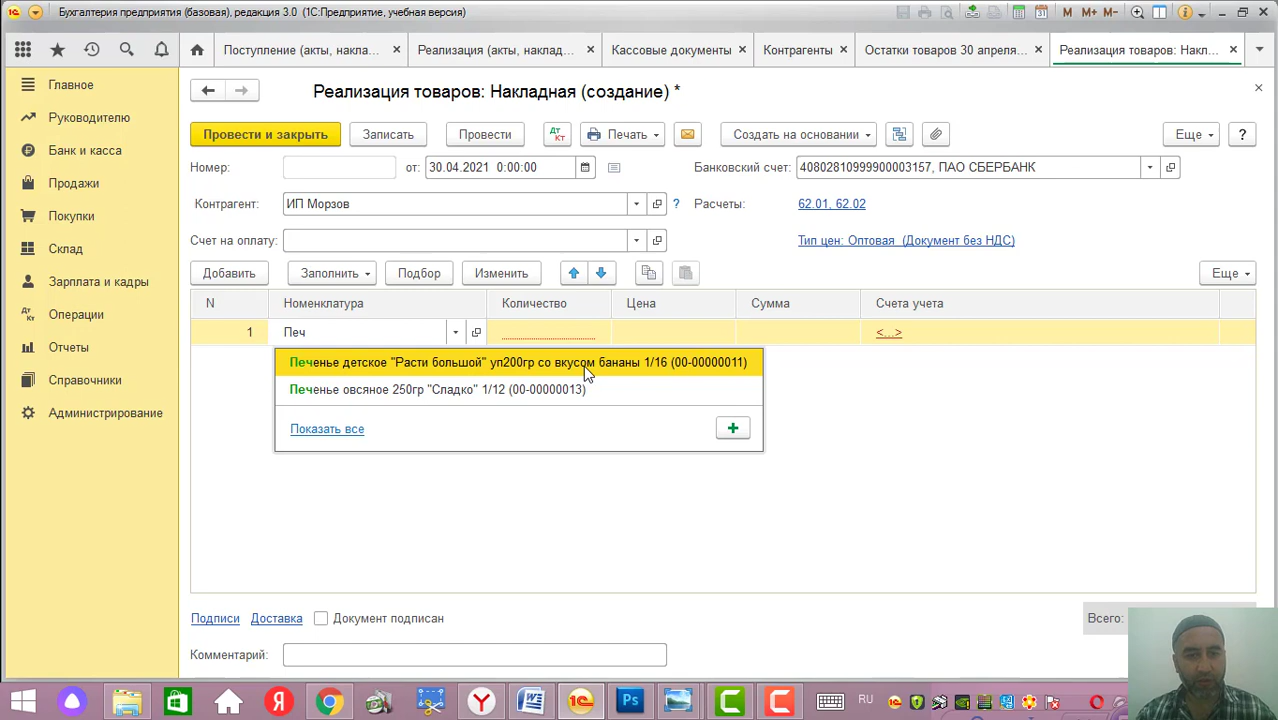 Бухгалтерия предприятия (базовая), редакция 3.0 (1С:Предприятие, учебная версия)
M M+ M-
Поступление (акты, накла...
Реализация (акты, наклад...
Кассовые документы
Контрагенты
Остатки товаров 30 апреля...
Реализация товаров: Накл...
Главное
Руководителю
Банк и касса
Продажи
Покупки
Склад
Зарплата и кадры
Операции
Отчеты
Справочники
Администрирование
Реализация товаров: Накладная (создание) *
Провести и закрыть
Записать
Провести
Дт Кт
Печать
Создать на основании
Еще
?
Номер:
от: 30.04.2021 0:00:00
Банковский счет: 40802810999900003157, ПАО СБЕРБАНК
Контрагент: ИП Морзов
?
Расчеты: 62.01, 62.02
Счет на оплату:
Тип цен: Оптовая (Документ без НДС)
Добавить
Заполнить
Подбор
Изменить
Еще
N Номенклатура Количество Цена Сумма Счета учета
1 Печ <...>
Печенье детское "Расти большой" уп200гр со вкусом бананы 1/16 (00-00000011)
Печенье овсяное 250гр "Сладко" 1/12 (00-00000013)
Показать все
Подписи Доставка Документ подписан
Всего:
Комментарий:
RU